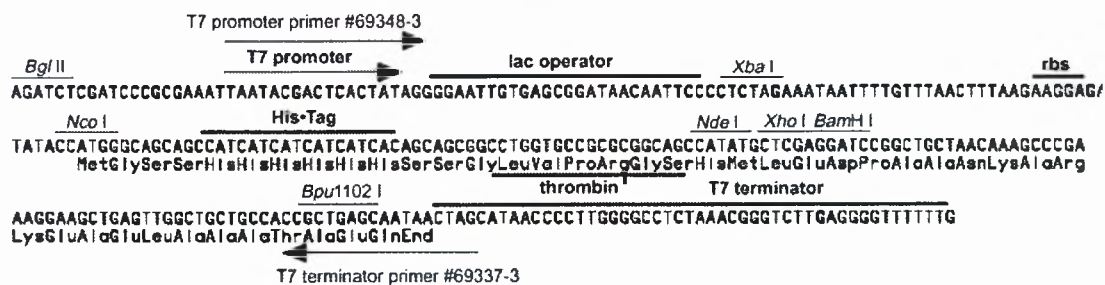 T7 promoter primer #69348-3
Bgl II T7 promoter lac operator Xba I rbs
AGATCTCGATCCCGCGAAATTAATACGACTCACTATAGGGGAATTGTGAGCGGATAACAATTCCCCTCTAGAAATAATTTTGTTTAACTTTAAGAAGGAGA
Nco I His•Tag Nde I Xho I BamH I
TATACCATGGGCAGCAGCCATCATCATCATCATCACAGCAGCGGCCTGGTGCCGCGCGGCAGCCATATGCTCGAGGATCCGGCTGCTAACAAAGCCCGA
MetGlySerSerHisHisHisHisHisHisSerSerGlyLeuValProArgGlySerHisMetLeuGluAspProAlaAlaAsnLysAlaArg
thrombin
Bpu1102 I T7 terminator
AAGGAAGCTGAGTTGGCTGCTGCCACCGCTGAGCAATAACTAGCATAACCCCTTGGGGCCTCTAAACGGGTCTTGAGGGGTTTTTTG
LysGluAlaGluLeuAlaAlaAlaThrAlaGluGlnEnd
T7 terminator primer #69337-3